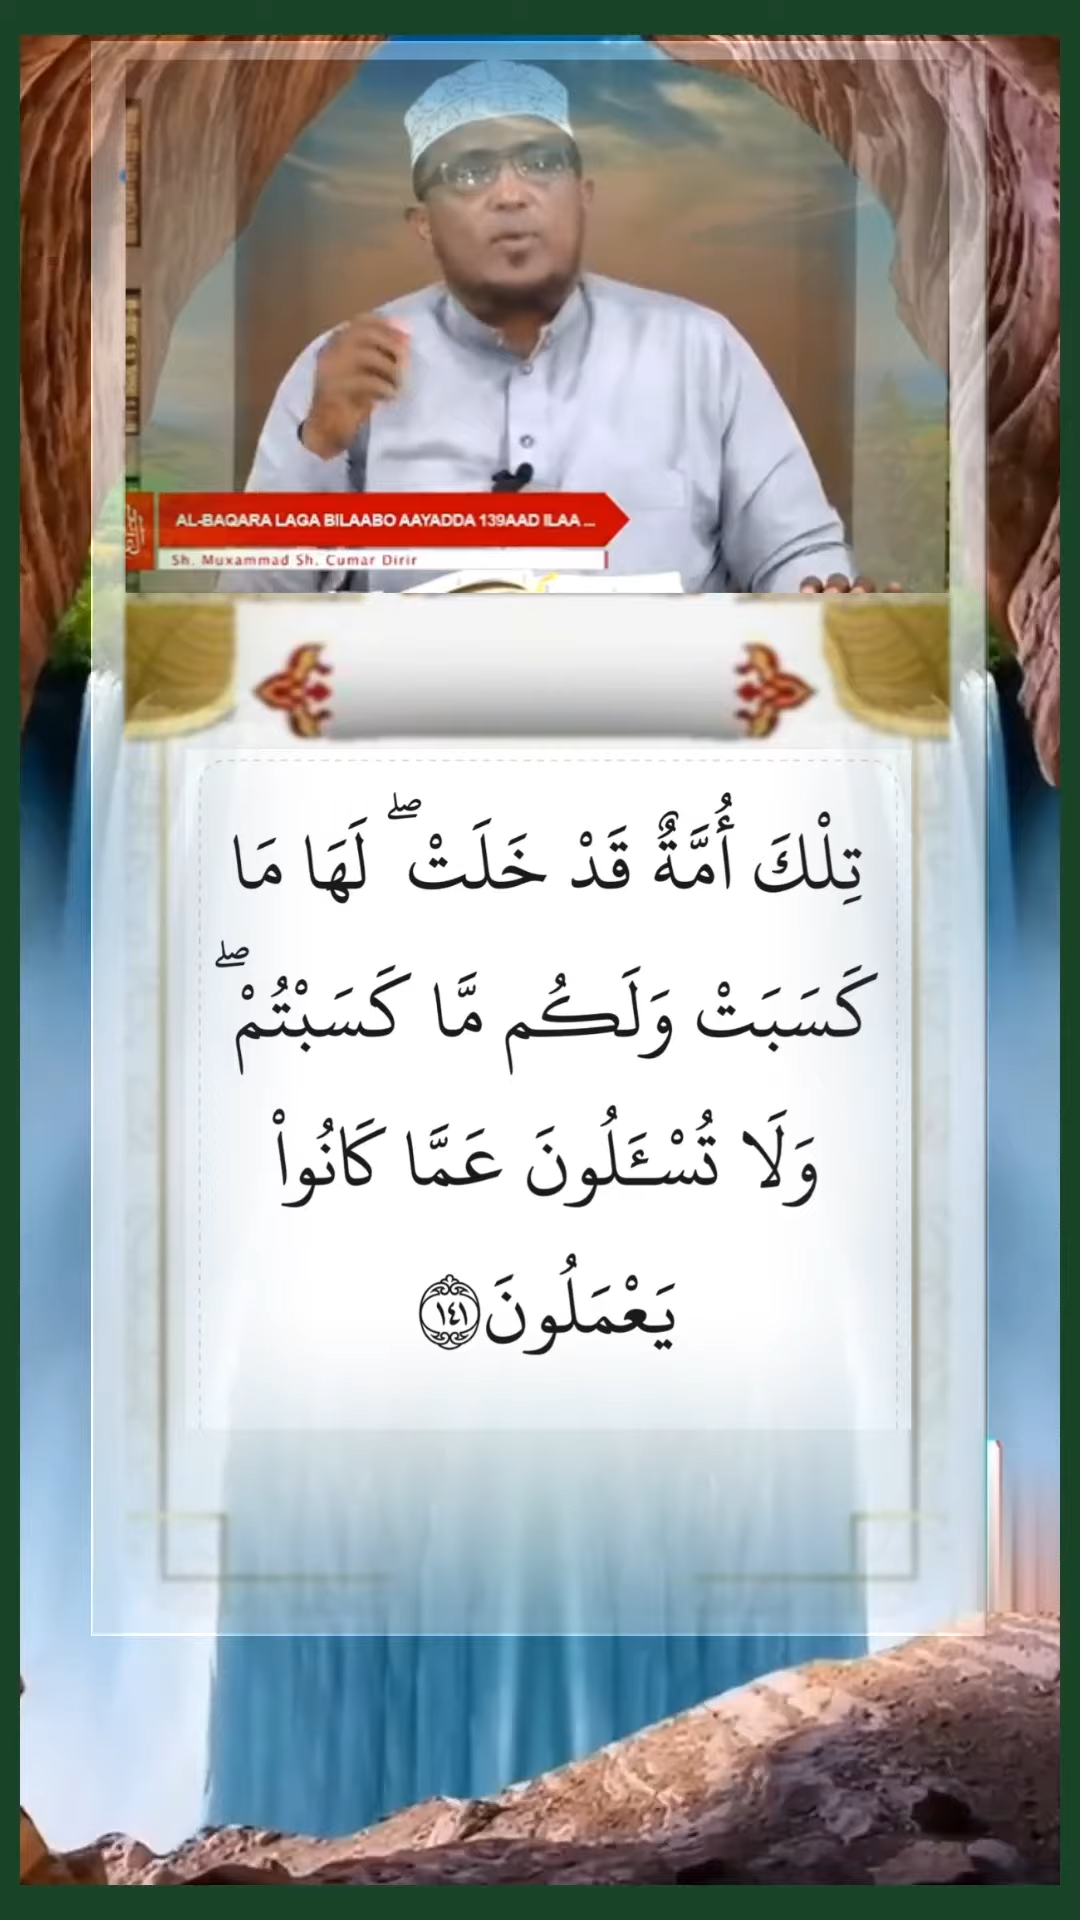 AL-BAQARA LAGA BILAABO AAYADDA 139AAD ILAA ...
Sh. Muxammad Sh. Cumar Dirir
تِلْكَ أُمَّةٌ قَدْ خَلَتْ ۖ لَهَا مَا
كَسَبَتْ وَلَكُم مَّا كَسَبْتُمْ ۖ
وَلَا تُسْـَٔلُونَ عَمَّا كَانُوا۟
يَعْمَلُونَ ١٤١